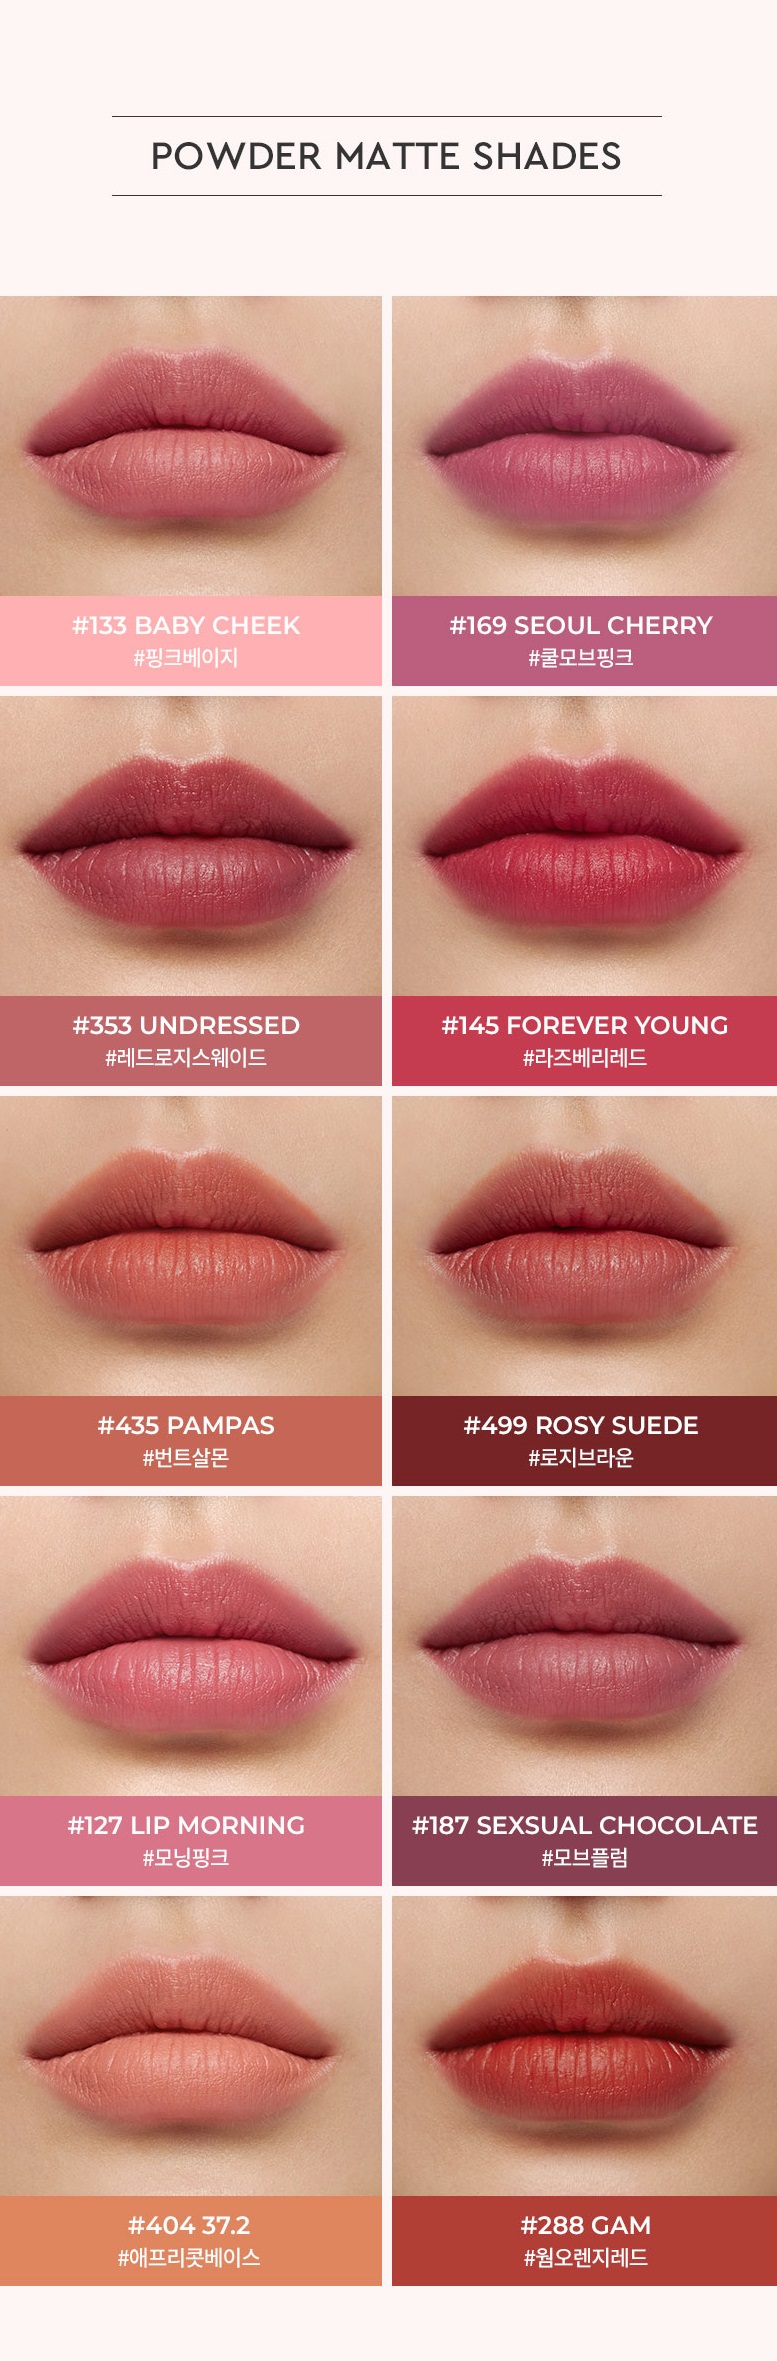 POWDER MATTE SHADES
#133 BABY CHEEK
#핑크베이지
#169 SEOUL CHERRY
#쿨모브핑크
#353 UNDRESSED
#레드로지스웨이드
#145 FOREVER YOUNG
#라즈베리레드
#435 PAMPAS
#번트살몬
#499 ROSY SUEDE
#로지브라운
#127 LIP MORNING
#모닝핑크
#187 SEXSUAL CHOCOLATE
#모브플럼
#404 37.2
#애프리콧베이스
#288 GAM
#웜오렌지레드